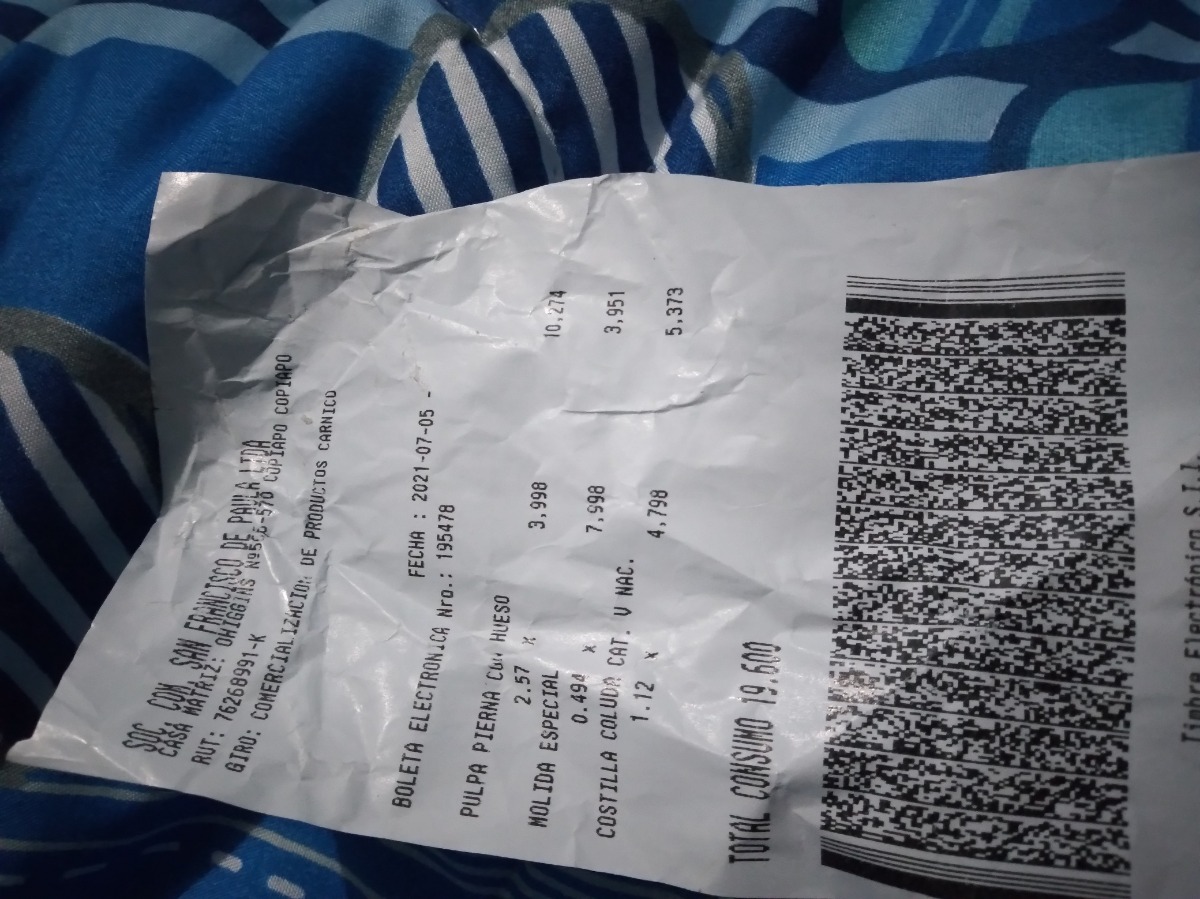 SOC. COM. SAN FRANCISCO DE PAULA LTDA
CASA MATRIZ: OHIGGINS Nº566-570 COPIAPO COPIAPO
RUT: 76268991-K
GIRO: COMERCIALIZACION DE PRODUCTOS CARNICO
FECHA : 2021-07-05 -
BOLETA ELECTRONICA Nro.: 195478
PULPA PIERNA CON HUESO
2.57 x 3,998 10,274
MOLIDA ESPECIAL
0.494 x 7,998 3,951
COSTILLA COLUDA CAT. V NAC.
1.12 x 4,798 5,373
TOTAL CONSUMO 19,600
Timbre Electrónico S.I.I.